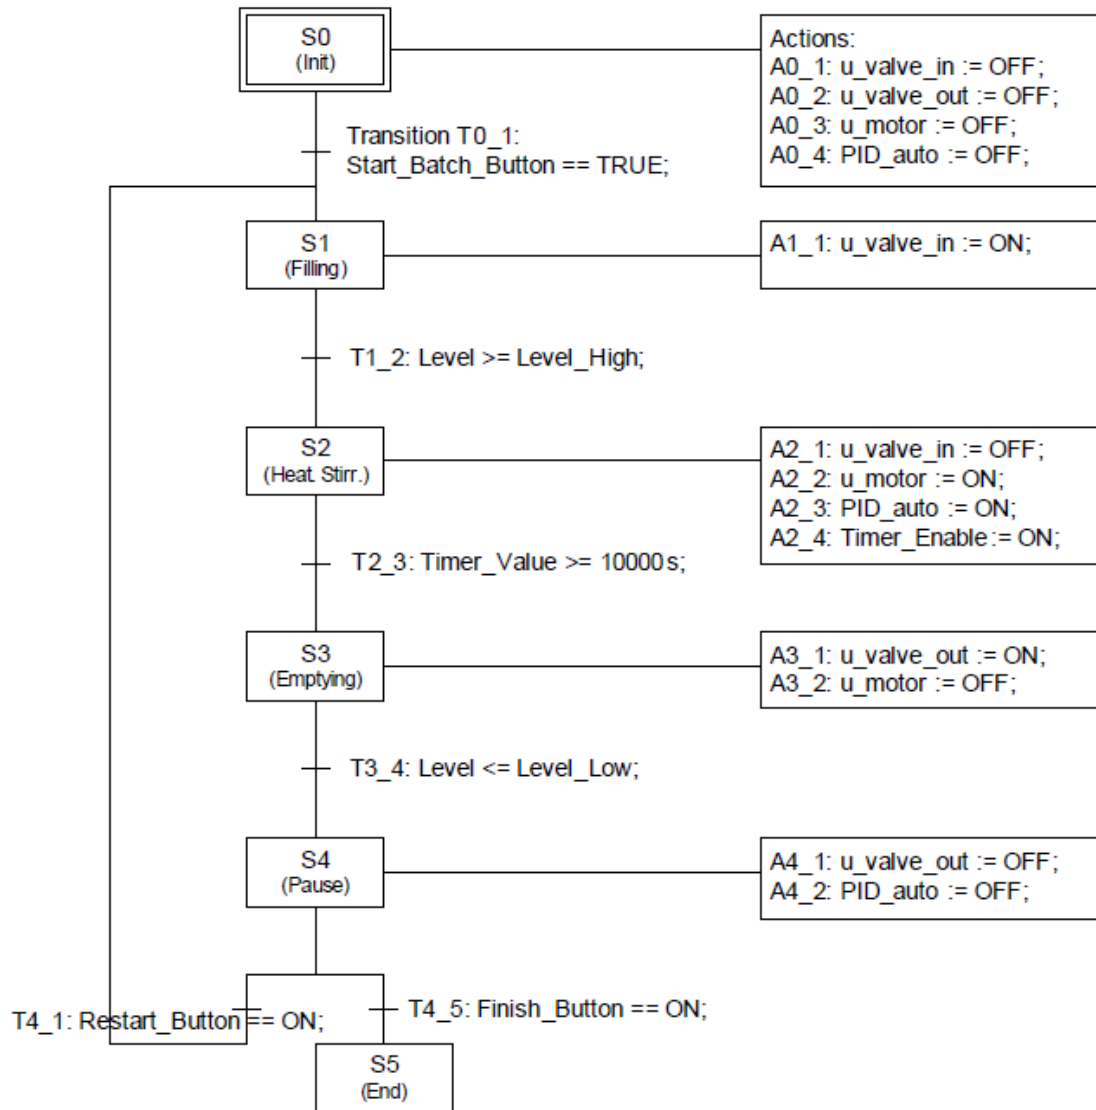 S0
(Init)
Actions:
A0_1: u_valve_in := OFF;
A0_2: u_valve_out := OFF;
A0_3: u_motor := OFF;
A0_4: PID_auto := OFF;
Transition T0_1:
Start_Batch_Button == TRUE;
S1
(Filling)
A1_1: u_valve_in := ON;
T1_2: Level >= Level_High;
S2
(Heat. Stirr.)
A2_1: u_valve_in := OFF;
A2_2: u_motor := ON;
A2_3: PID_auto := ON;
A2_4: Timer_Enable := ON;
T2_3: Timer_Value >= 10000s;
S3
(Emptying)
A3_1: u_valve_out := ON;
A3_2: u_motor := OFF;
T3_4: Level <= Level_Low;
S4
(Pause)
A4_1: u_valve_out := OFF;
A4_2: PID_auto := OFF;
T4_1: Restart_Button == ON;
T4_5: Finish_Button == ON;
S5
(End)